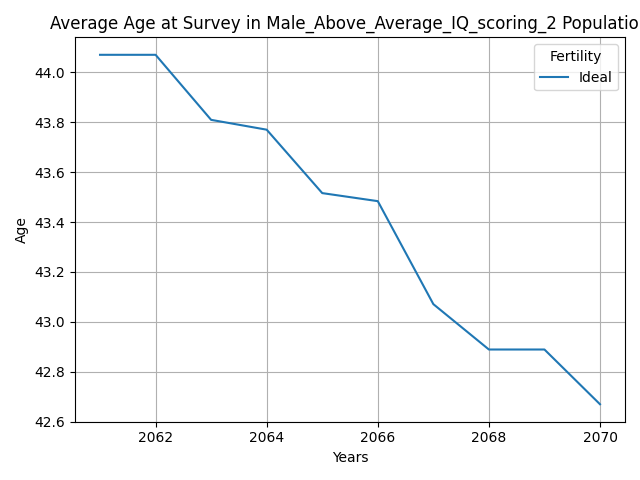 Average Age at Survey in Male_Above_Average_IQ_scoring_2 Populatio
Fertility
Ideal
44.0
43.8
43.6
43.4
43.2
43.0
42.8
42.6
Age
2062 2064 2066 2068 2070
Years